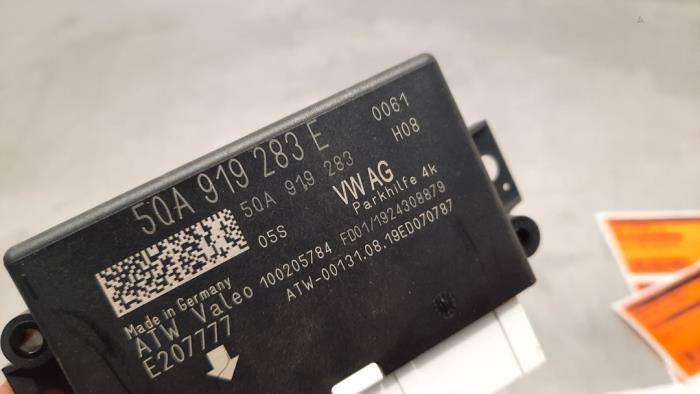 5QA 919 283 E 0061
5QA 919 283 H08
VW AG
05S Parkhilfe 4k
100205784 FD01/1924308879
ATW-00131.08.19ED070787
Made in Germany
ATW Valeo
E207777